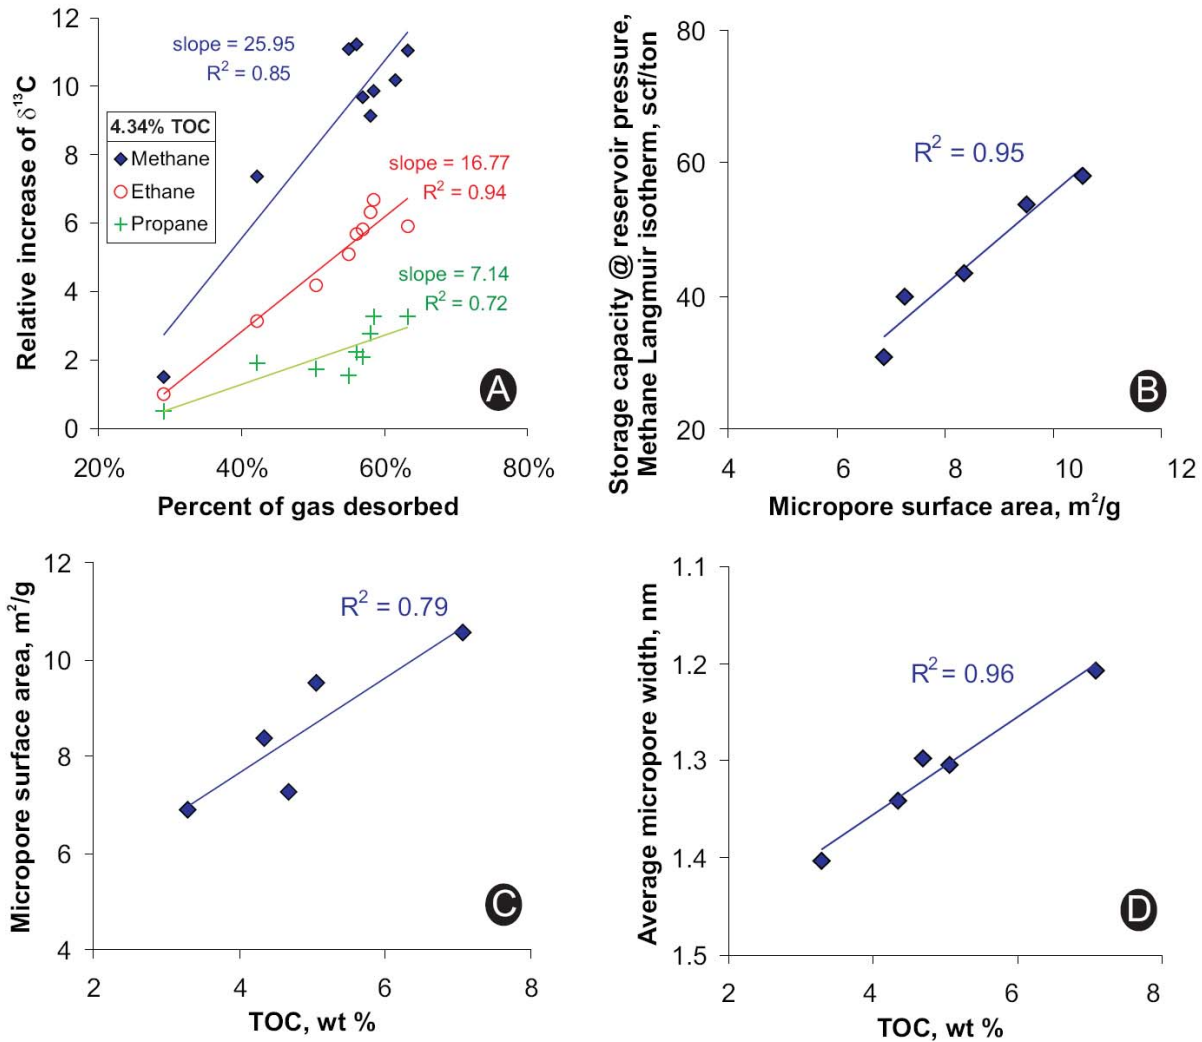 Relative increase of δ¹³C
12
10
8
6
4
2
0
slope = 25.95
R² = 0.85
4.34% TOC
Methane
Ethane
Propane
slope = 16.77
R² = 0.94
slope = 7.14
R² = 0.72
A
20%
40%
60%
80%
Percent of gas desorbed
Storage capacity @ reservoir pressure,
Methane Langmuir isotherm, scf/ton
80
60
40
20
R² = 0.95
B
4
6
8
10
12
Micropore surface area, m²/g
Micropore surface area, m²/g
12
10
8
6
4
R² = 0.79
C
2
4
6
8
TOC, wt %
Average micropore width, nm
1.1
1.2
1.3
1.4
1.5
R² = 0.96
D
2
4
6
8
TOC, wt %